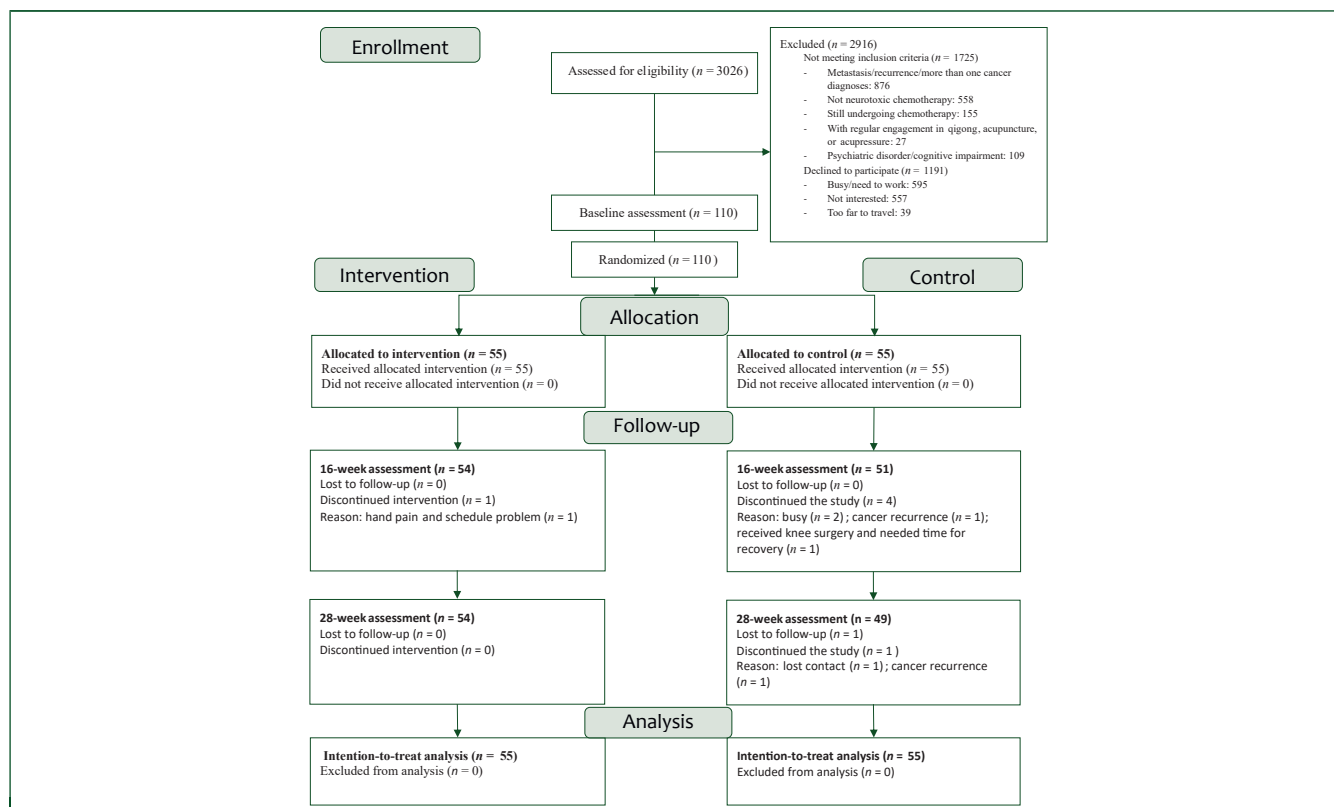 Enrollment
Assessed for eligibility (n = 3026)
Excluded (n = 2916)
Not meeting inclusion criteria (n = 1725)
- Metastasis/recurrence/more than one cancer
diagnoses: 876
- Not neurotoxic chemotherapy: 558
- Still undergoing chemotherapy: 155
- With regular engagement in qigong, acupuncture,
or acupressure: 27
- Psychiatric disorder/cognitive impairment: 109
Declined to participate (n = 1191)
- Busy/need to work: 595
- Not interested: 557
- Too far to travel: 39
Baseline assessment (n = 110)
Randomized (n = 110 )
Intervention
Control
Allocation
Allocated to intervention (n = 55)
Received allocated intervention (n = 55)
Did not receive allocated intervention (n = 0)
Allocated to control (n = 55)
Received allocated intervention (n = 55)
Did not receive allocated intervention (n = 0)
Follow-up
16-week assessment (n = 54)
Lost to follow-up (n = 0)
Discontinued intervention (n = 1)
Reason: hand pain and schedule problem (n = 1)
16-week assessment (n = 51)
Lost to follow-up (n = 0)
Discontinued the study (n = 4)
Reason: busy (n = 2) ; cancer recurrence (n = 1);
received knee surgery and needed time for
recovery (n = 1)
28-week assessment (n = 54)
Lost to follow-up (n = 0)
Discontinued intervention (n = 0)
28-week assessment (n = 49)
Lost to follow-up (n = 1)
Discontinued the study (n = 1 )
Reason: lost contact (n = 1) ; cancer recurrence
(n = 1)
Analysis
Intention-to-treat analysis (n = 55)
Excluded from analysis (n = 0)
Intention-to-treat analysis (n = 55)
Excluded from analysis (n = 0)